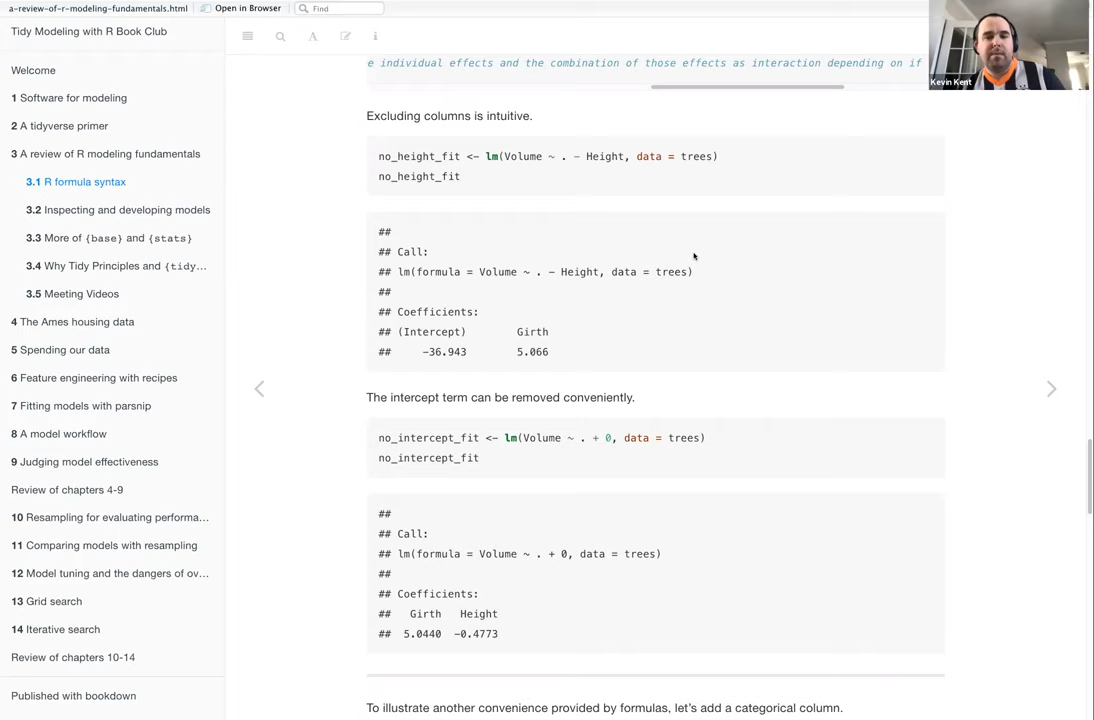 a-review-of-r-modeling-fundamentals.html
Open in Browser
Find
Kevin Kent
Tidy Modeling with R Book Club
Welcome
1 Software for modeling
2 A tidyverse primer
3 A review of R modeling fundamentals
3.1 R formula syntax
3.2 Inspecting and developing models
3.3 More of {base} and {stats}
3.4 Why Tidy Principles and {tidy…
3.5 Meeting Videos
4 The Ames housing data
5 Spending our data
6 Feature engineering with recipes
7 Fitting models with parsnip
8 A model workflow
9 Judging model effectiveness
Review of chapters 4-9
10 Resampling for evaluating performa…
11 Comparing models with resampling
12 Model tuning and the dangers of ov…
13 Grid search
14 Iterative search
Review of chapters 10-14
Published with bookdown
A
i
e individual effects and the combination of those effects as interaction depending on if
Excluding columns is intuitive.
no_height_fit <- lm(Volume ~ . - Height, data = trees)
no_height_fit
##
## Call:
## lm(formula = Volume ~ . - Height, data = trees)
##
## Coefficients:
## (Intercept)        Girth
##     -36.943        5.066
The intercept term can be removed conveniently.
no_intercept_fit <- lm(Volume ~ . + 0, data = trees)
no_intercept_fit
##
## Call:
## lm(formula = Volume ~ . + 0, data = trees)
##
## Coefficients:
##   Girth   Height
##  5.0440  -0.4773
To illustrate another convenience provided by formulas, let's add a categorical column.